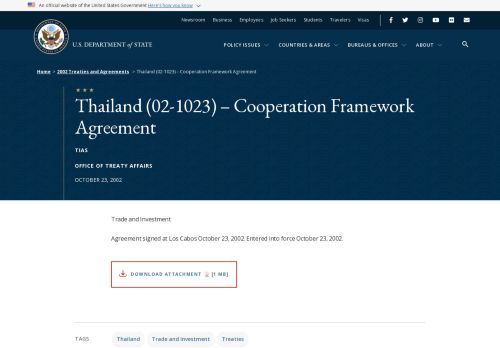 An official website of the United States Government Here's how you know
Newsroom Business Employers Job Seekers Students Travelers Visas
U.S. DEPARTMENT of STATE
POLICY ISSUES COUNTRIES & AREAS BUREAUS & OFFICES ABOUT
Home > 2002 Treaties and Agreements > Thailand (02-1023) – Cooperation Framework Agreement
Thailand (02-1023) – Cooperation Framework
Agreement
TIAS
OFFICE OF TREATY AFFAIRS
OCTOBER 23, 2002
Trade and Investment
Agreement signed at Los Cabos October 23, 2002. Entered into force October 23, 2002.
DOWNLOAD ATTACHMENT [1 MB]
TAGS Thailand Trade and Investment Treaties